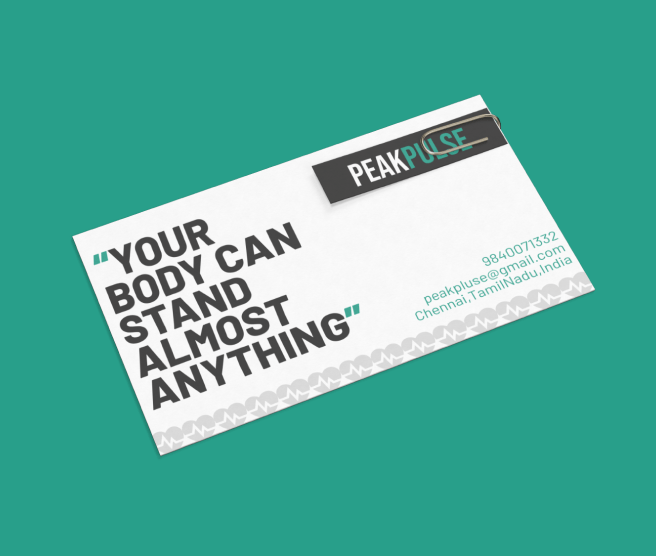 PEAKPULSE
"YOUR
BODY CAN
STAND
ALMOST
ANYTHING"
9840071332
peakpluse@gmail.com
Chennai,TamilNadu,India